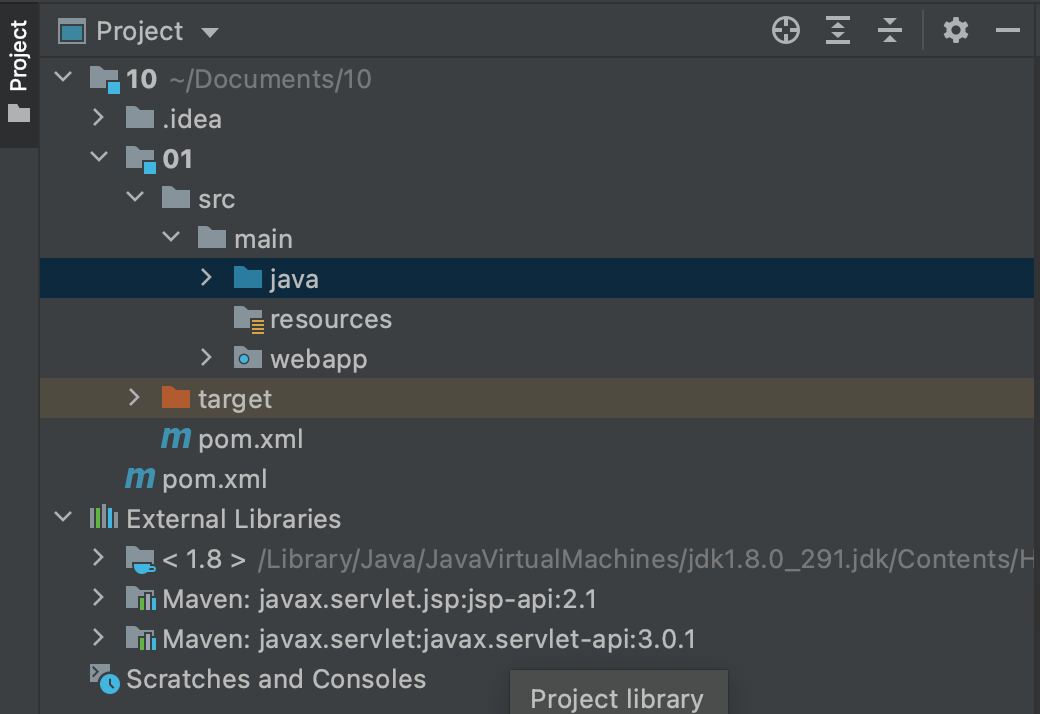 Project
Project
10 ~/Documents/10
.idea
01
src
main
java
resources
webapp
target
m pom.xml
m pom.xml
External Libraries
< 1.8 > /Library/Java/JavaVirtualMachines/jdk1.8.0_291.jdk/Contents/H
Maven: javax.servlet.jsp:jsp-api:2.1
Maven: javax.servlet:javax.servlet-api:3.0.1
Scratches and Consoles
Project library